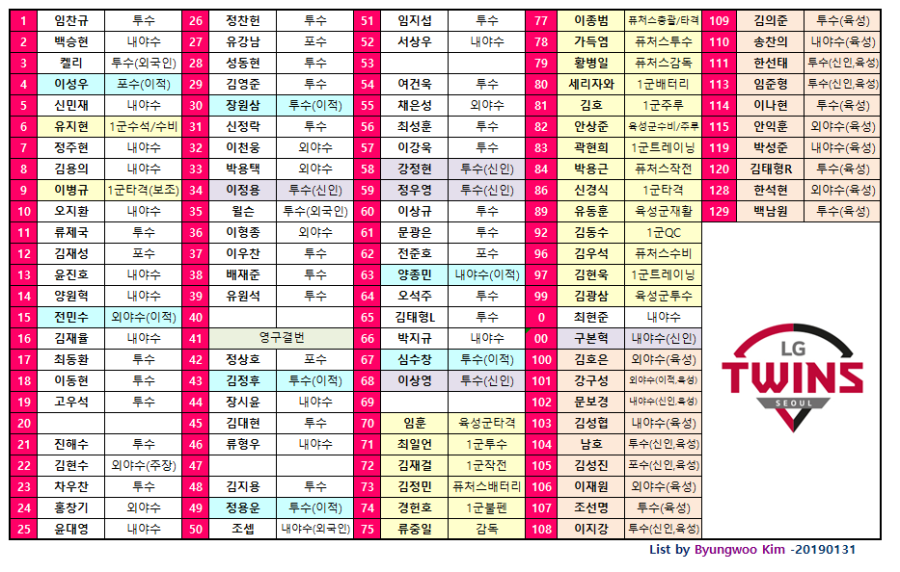 1 임찬규 투수 26 정찬헌 투수 51 임지섭 투수 77 이종범 퓨처스총괄/타격 109 김의준 투수(육성)
2 백승현 내야수 27 유강남 포수 52 서상우 내야수 78 가득염 퓨처스투수 110 송찬의 내야수(육성)
3 켈리 투수(외국인) 28 성동현 투수 53 79 황병일 퓨처스감독 111 한선태 투수(신인,육성)
4 이성우 포수(이적) 29 김영준 투수 54 여건욱 투수 80 세리자와 1군배터리 113 임준형 투수(신인,육성)
5 신민재 내야수 30 장원삼 투수(이적) 55 채은성 외야수 81 김호 1군주루 114 이나현 투수(육성)
6 유지현 1군수석/수비 31 신정락 투수 56 최성훈 투수 82 안상준 육성군수비/주루 115 안익훈 외야수(육성)
7 정주현 내야수 32 이천웅 외야수 57 이강욱 투수 83 곽현희 1군트레이닝 119 박성준 내야수(육성)
8 김용의 내야수 33 박용택 외야수 58 강정현 투수(신인) 84 박용근 퓨처스작전 120 김태형R 투수(육성)
9 이병규 1군타격(보조) 34 이정용 투수(신인) 59 정우영 투수(신인) 86 신경식 1군타격 128 한석현 외야수(육성)
10 오지환 내야수 35 윌슨 투수(외국인) 60 이상규 투수 89 유동훈 육성군재활 129 백남원 투수(육성)
11 류제국 투수 36 이형종 외야수 61 문광은 투수 92 김동수 1군QC
12 김재성 포수 37 이우찬 투수 62 전준호 포수 96 김우석 퓨처스수비
13 윤진호 내야수 38 배재준 투수 63 양종민 내야수(이적) 97 김현욱 1군트레이닝
14 양원혁 내야수 39 유원석 투수 64 오석주 투수 99 김광삼 육성군투수
15 전민수 외야수(이적) 40 65 김태형L 투수 0 최현준 내야수
16 김재율 내야수 41 영구결번 66 박지규 내야수 00 구본혁 내야수(신인)
17 최동환 투수 42 정상호 포수 67 심수창 투수(이적) 100 김호은 외야수(육성)
18 이동현 투수 43 김정후 투수(이적) 68 이상영 투수(신인) 101 강구성 외야수(이적,육성)
19 고우석 투수 44 장시윤 내야수 69 102 문보경 내야수(신인,육성)
20 45 김대현 투수 70 임훈 육성군타격 103 김성협 내야수(육성)
21 진해수 투수 46 류형우 내야수 71 최일언 1군투수 104 남호 투수(신인,육성)
22 김현수 외야수(주장) 47 72 김재걸 1군작전 105 김성진 포수(신인,육성)
23 차우찬 투수 48 김지용 투수 73 김정민 퓨처스배터리 106 이재원 외야수(육성)
24 홍창기 외야수 49 정용운 투수(이적) 74 경헌호 1군불펜 107 조선명 투수(육성)
25 윤대영 내야수 50 조셉 내야수(외국인) 75 류중일 감독 108 이지강 투수(신인,육성)
LG
TWINS
SEOUL
List by Byungwoo Kim -20190131